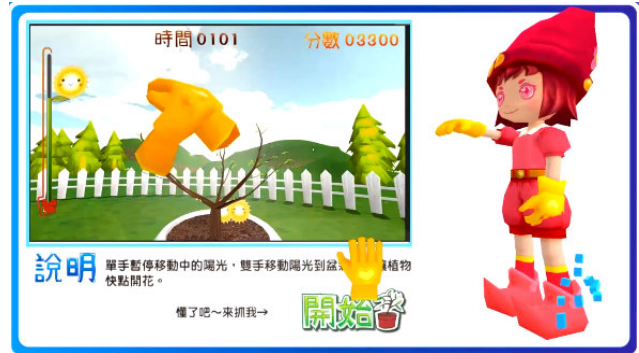 時間0101
分數03300
說明
單手暫停移動中的陽光，雙手移動陽光到盆 植物
快點開花。
懂了吧～來抓我→
開始